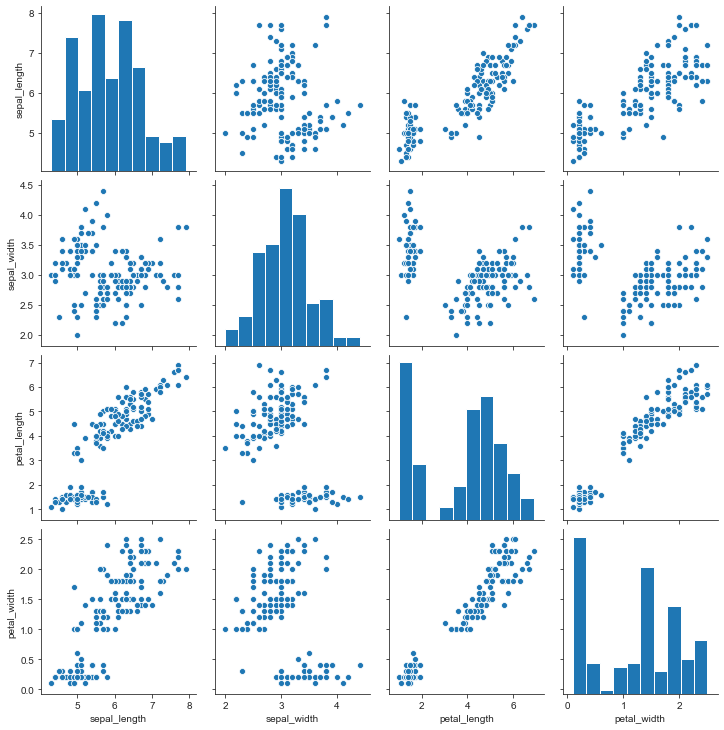 8
7
6
5
sepal_length
4.5
4.0
3.5
3.0
2.5
2.0
sepal_width
7
6
5
4
3
2
1
petal_length
2.5
2.0
1.5
1.0
0.5
0.0
petal_width
5 6 7 8
sepal_length
2 3 4
sepal_width
2 4 6
petal_length
0 1 2
petal_width